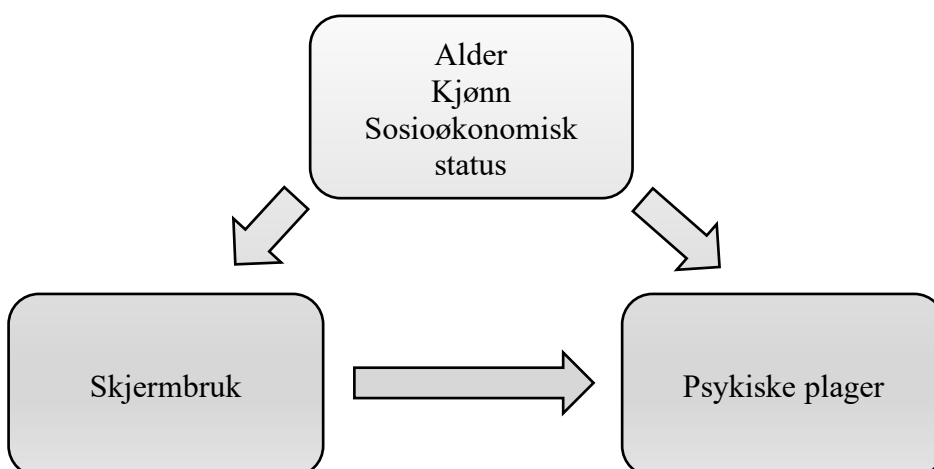 Alder
Kjønn
Sosioøkonomisk
status
Skjermbruk
Psykiske plager